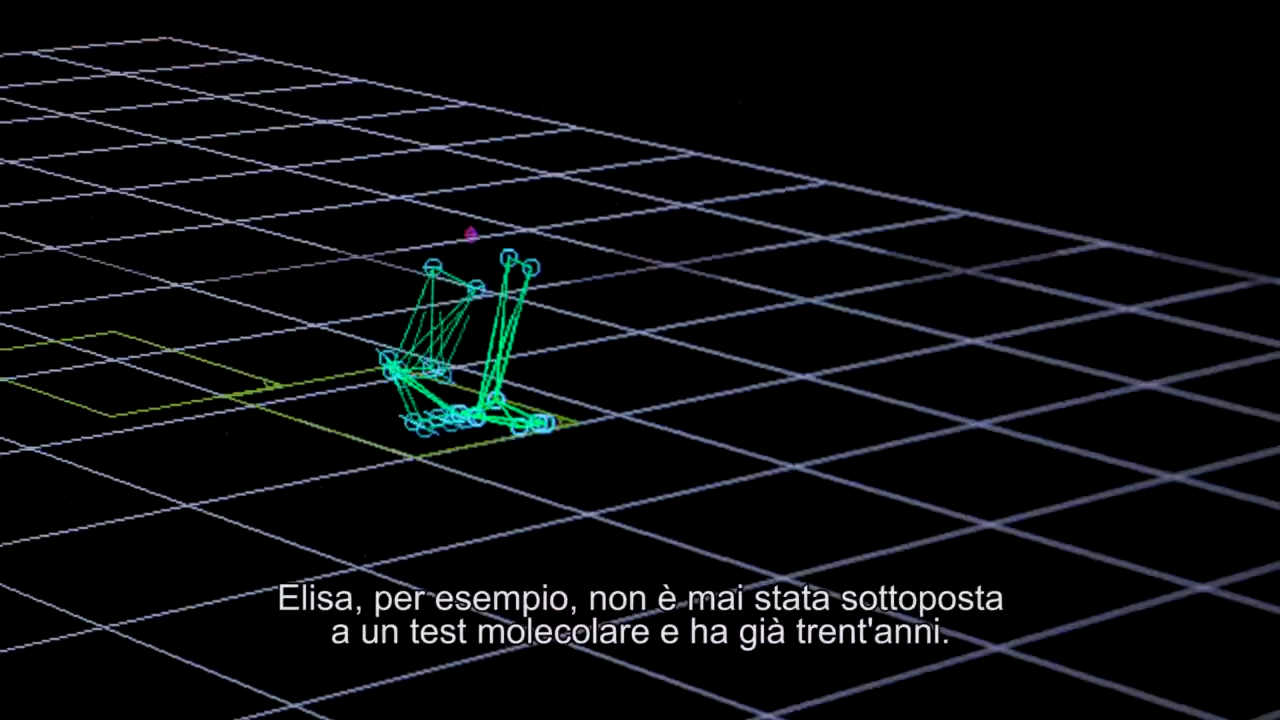 Elisa, per esempio, non è mai stata sottoposta
a un test molecolare e ha già trent'anni.